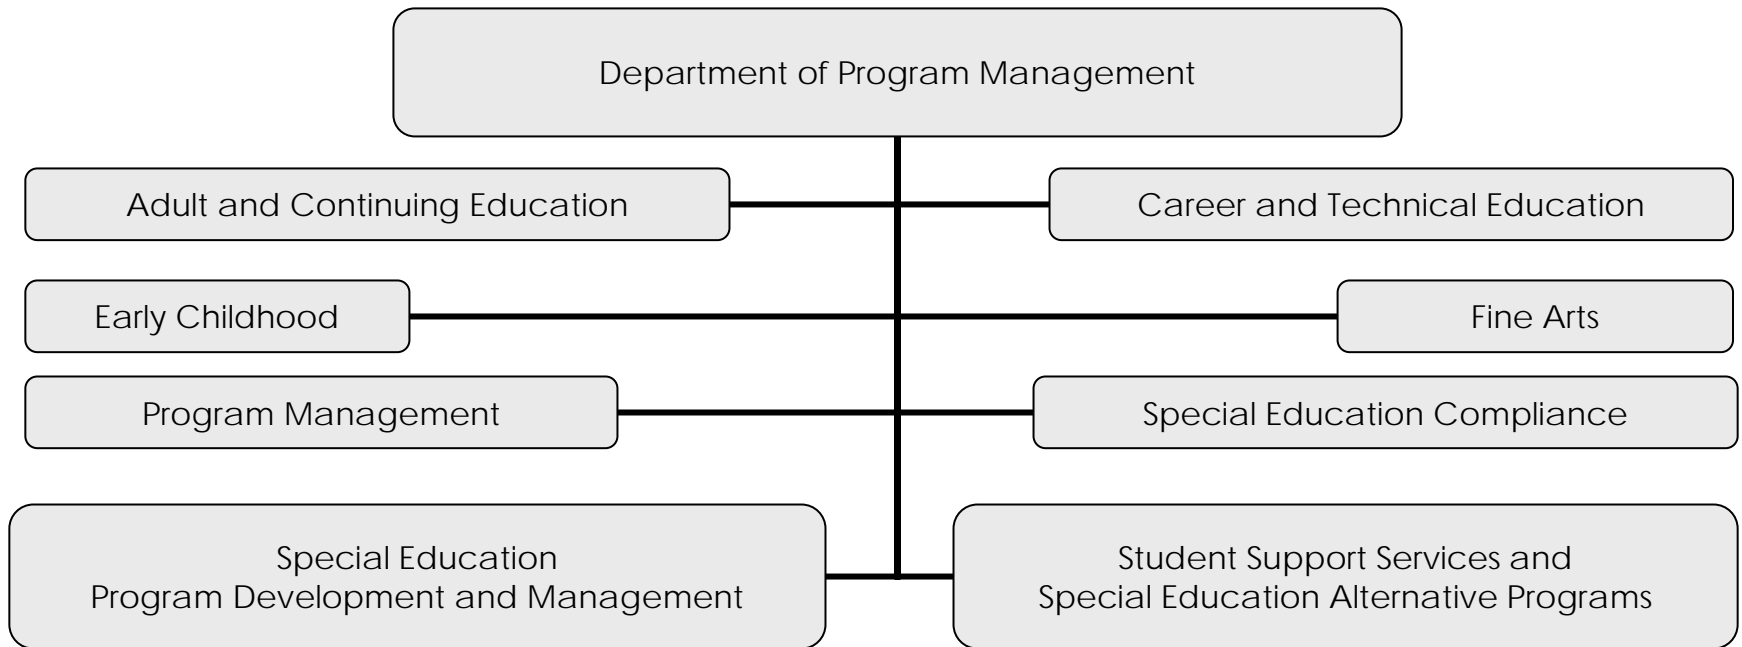 Department of Program Management
Adult and Continuing Education
Career and Technical Education
Early Childhood
Fine Arts
Program Management
Special Education Compliance
Special Education
Program Development and Management
Student Support Services and
Special Education Alternative Programs